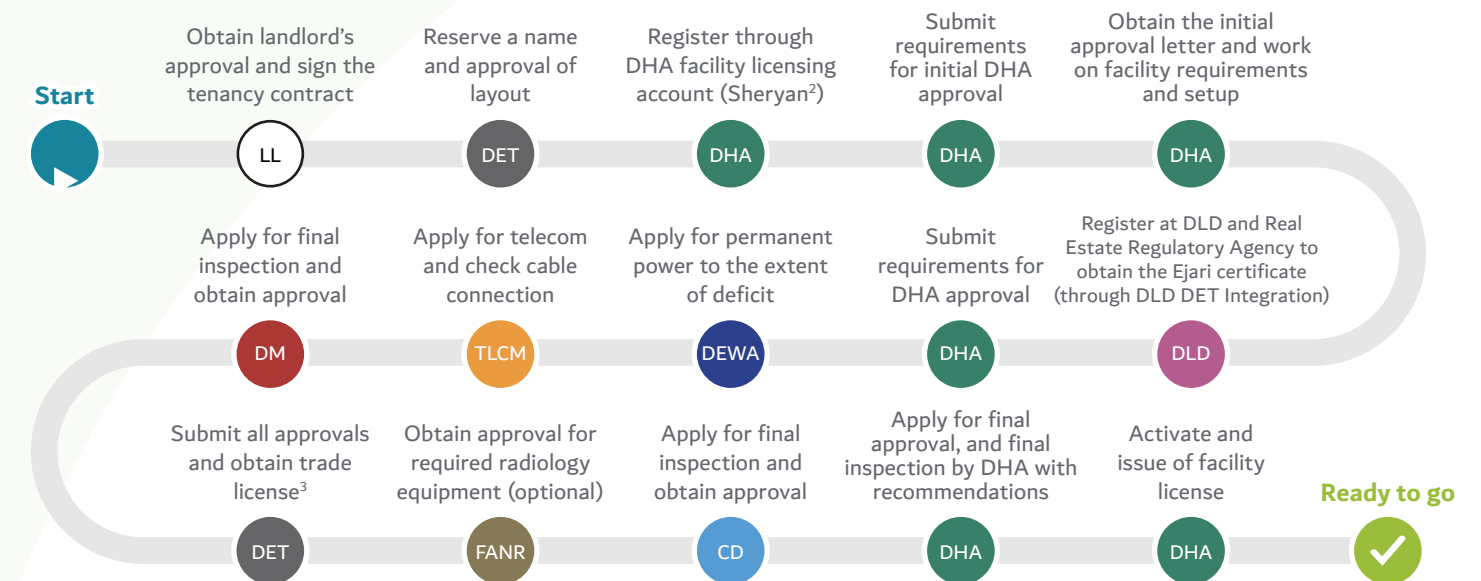 Start
Obtain landlord's
approval and sign the
tenancy contract
LL
Reserve a name
and approval of
layout
DET
Register through
DHA facility licensing
account (Sheryan²)
DHA
Submit
requirements
for initial DHA
approval
DHA
Obtain the initial
approval letter and work
on facility requirements
and setup
DHA
Register at DLD and Real
Estate Regulatory Agency to
obtain the Ejari certificate
(through DLD DET Integration)
DLD
Submit
requirements for
DHA approval
DHA
Apply for permanent
power to the extent
of deficit
DEWA
Apply for telecom
and check cable
connection
TLCM
Apply for final
inspection and
obtain approval
DM
Submit all approvals
and obtain trade
license³
DET
Obtain approval for
required radiology
equipment (optional)
FANR
Apply for final
inspection and
obtain approval
CD
Apply for final
approval, and final
inspection by DHA with
recommendations
DHA
Activate and
issue of facility
license
DHA
Ready to go